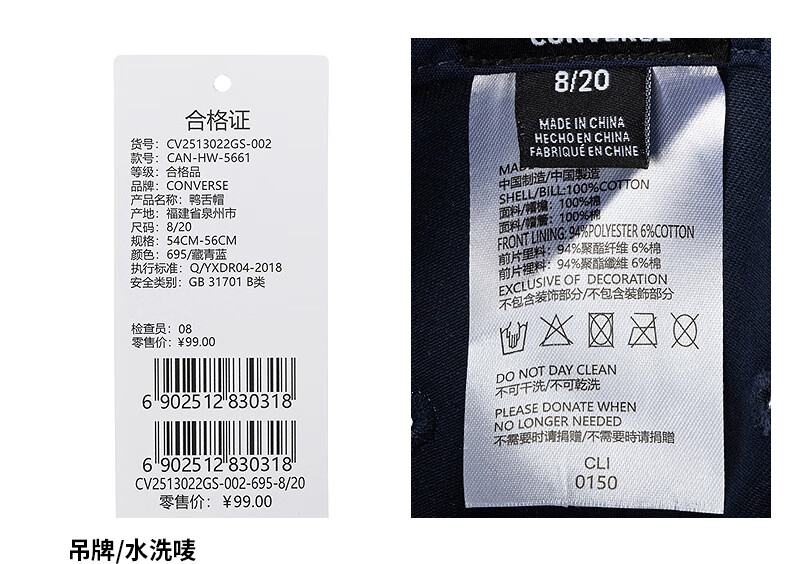 合格证
货号：CV2513022GS-002
款号：CAN-HW-5661
等级：合格品
品牌：CONVERSE
产品名称：鸭舌帽
产地：福建省泉州市
尺码：8/20
规格：54CM-56CM
颜色：695/藏青蓝
执行标准：Q/YXDR04-2018
安全类别：GB 31701 B类
检查员：08
零售价：¥99.00
6 902512 830318
6 902512 830318
CV2513022GS-002-695-8/20
零售价：¥99.00
CONVERSE
8/20
MADE IN CHINA
HECHO EN CHINA
FABRIQUÉ EN CHINE
中国制造/中國製造
SHELL/BILL:100%COTTON
面料/帽檐：100%棉
面料/帽簷：100%棉
FRONT LINING: 94%POLYESTER 6%COTTON
前片里料：94%聚酯纤维 6%棉
前片裡料：94%聚酯纖維 6%棉
EXCLUSIVE OF DECORATION
不包含装饰部分/不包含裝飾部分
DO NOT DAY CLEAN
不可干洗/不可乾洗
PLEASE DONATE WHEN
NO LONGER NEEDED
不需要时请捐赠/不需要時請捐贈
CLI
0150
吊牌/水洗唛